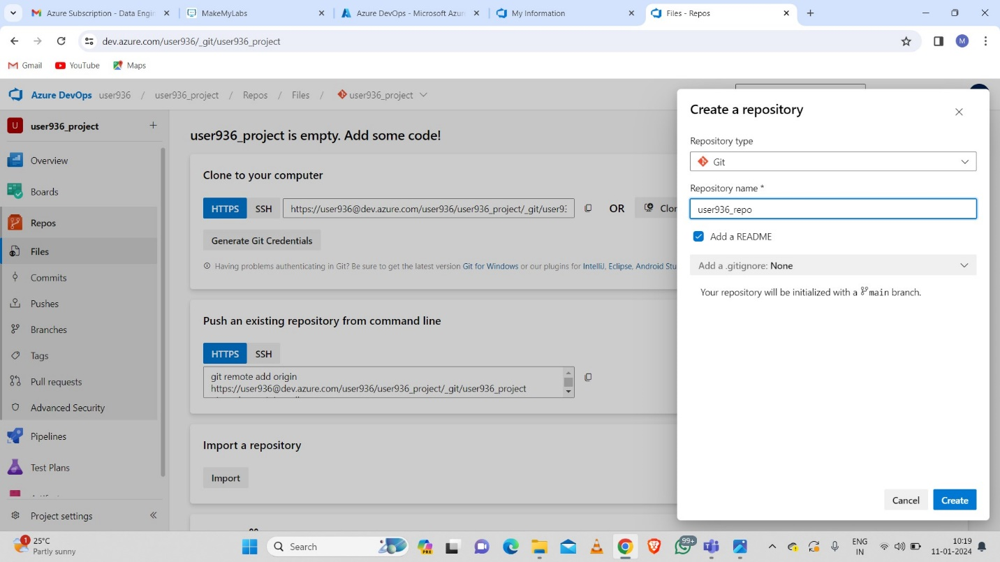 Azure Subscription - Data Engin
MakeMyLabs
Azure DevOps - Microsoft Azur
My Information
Files - Repos
dev.azure.com/user936/_git/user936_project
M
Gmail
YouTube
Maps
Azure DevOps user936 / user936_project / Repos / Files / user936_project
U user936_project
Overview
Boards
Repos
Files
Commits
Pushes
Branches
Tags
Pull requests
Advanced Security
Pipelines
Test Plans
Project settings
user936_project is empty. Add some code!
Clone to your computer
HTTPS SSH https://user936@dev.azure.com/user936/user936_project/_git/user93 OR Clon
Generate Git Credentials
Having problems authenticating in Git? Be sure to get the latest version Git for Windows or our plugins for IntelliJ, Eclipse, Android Stu
Push an existing repository from command line
HTTPS SSH
git remote add origin
https://user936@dev.azure.com/user936/user936_project/_git/user936_project
Import a repository
Import
Create a repository
Repository type
Git
Repository name *
user936_repo
Add a README
Add a .gitignore: None
Your repository will be initialized with a main branch.
Cancel Create
1
25°C
Partly sunny
Search
PRE
99+
ENG
IN
10:19
11-01-2024